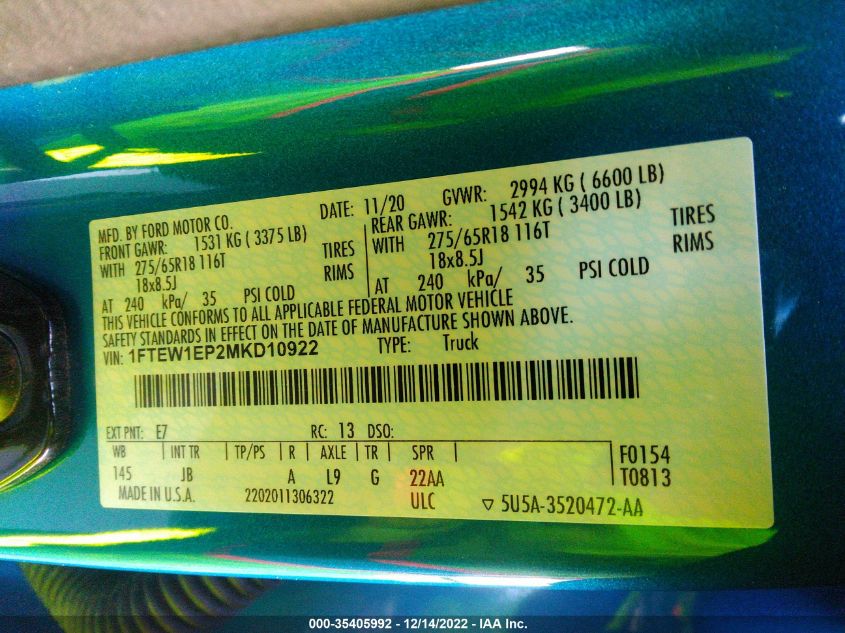 MFD. BY FORD MOTOR CO. DATE: 11/20 GVWR: 2994 KG ( 6600 LB)
FRONT GAWR: 1531 KG ( 3375 LB) REAR GAWR: 1542 KG ( 3400 LB)
WITH 275/65R18 116T TIRES WITH 275/65R18 116T TIRES
18x8.5J RIMS 18x8.5J RIMS
AT 240 kPa/ 35 PSI COLD AT 240 kPa/ 35 PSI COLD
THIS VEHICLE CONFORMS TO ALL APPLICABLE FEDERAL MOTOR VEHICLE
SAFETY STANDARDS IN EFFECT ON THE DATE OF MANUFACTURE SHOWN ABOVE.
VIN: 1FTEW1EP2MKD10922 TYPE: Truck
EXT PNT: E7 RC: 13 DSO:
WB INT TR TP/PS R AXLE TR SPR F0154
145 JB A L9 G 22AA T0813
MADE IN U.S.A. 2202011306322 ULC ▽ 5U5A-3520472-AA
000-35405992 - 12/14/2022 - IAA Inc.